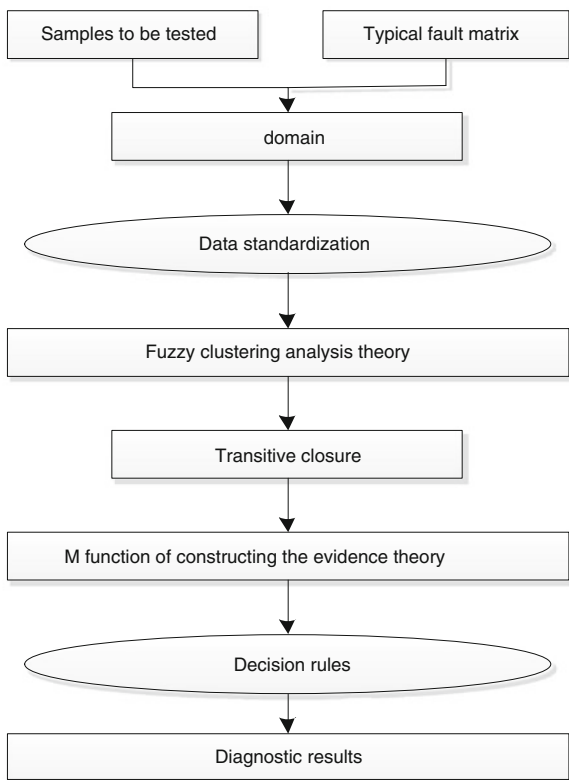 Samples to be tested
Typical fault matrix
domain
Data standardization
Fuzzy clustering analysis theory
Transitive closure
M function of constructing the evidence theory
Decision rules
Diagnostic results